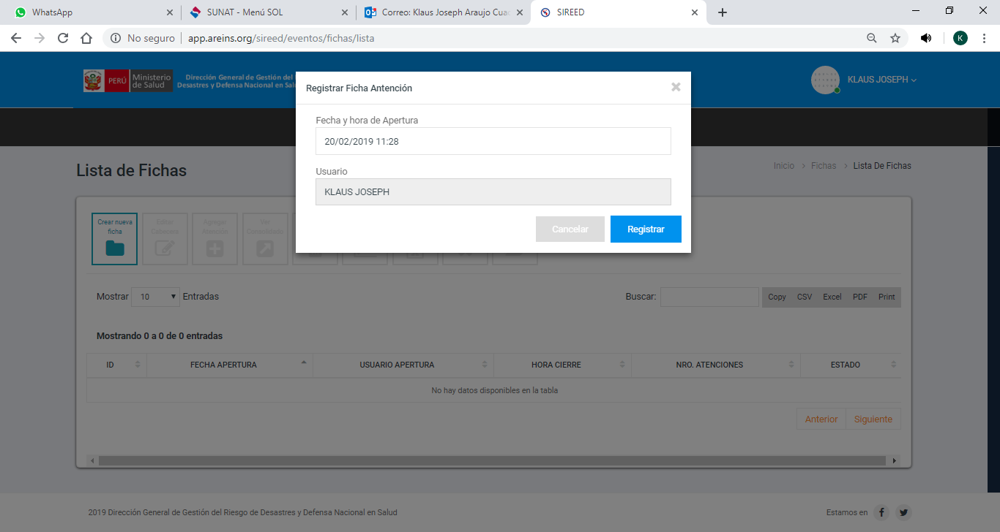 WhatsApp
SUNAT - Menú SOL
Correo: Klaus Joseph Araujo Cua
SIREED
No seguro
app.areins.org/sireed/eventos/fichas/lista
K
PERÚ
Ministerio
de Salud
Dirección General de Gestión del
Desastres y Defensa Nacional en Salu
KLAUS JOSEPH
Registrar Ficha Antención
Fecha y hora de Apertura
20/02/2019 11:28
Usuario
KLAUS JOSEPH
Cancelar
Registrar
Lista de Fichas
Inicio > Fichas > Lista De Fichas
Crear nueva
ficha
Editar
Cabecera
Agregar
Atención
Ver
Consolidado
Mostrar 10 Entradas
Buscar:
Copy CSV Excel PDF Print
Mostrando 0 a 0 de 0 entradas
ID FECHA APERTURA USUARIO APERTURA HORA CIERRE NRO. ATENCIONES ESTADO
No hay datos disponibles en la tabla
Anterior Siguiente
2019 Dirección General de Gestión del Riesgo de Desastres y Defensa Nacional en Salud
Estamos en